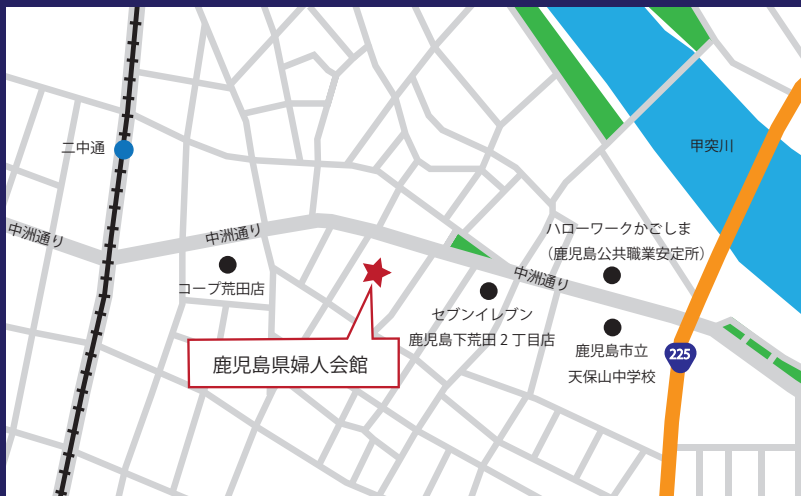 甲突川
二中通
中洲通り
中洲通り
ハローワークかごしま
（鹿児島公共職業安定所）
中洲通り
コープ荒田店
セブンイレブン
鹿児島下荒田２丁目店
鹿児島市立
天保山中学校
225
鹿児島県婦人会館